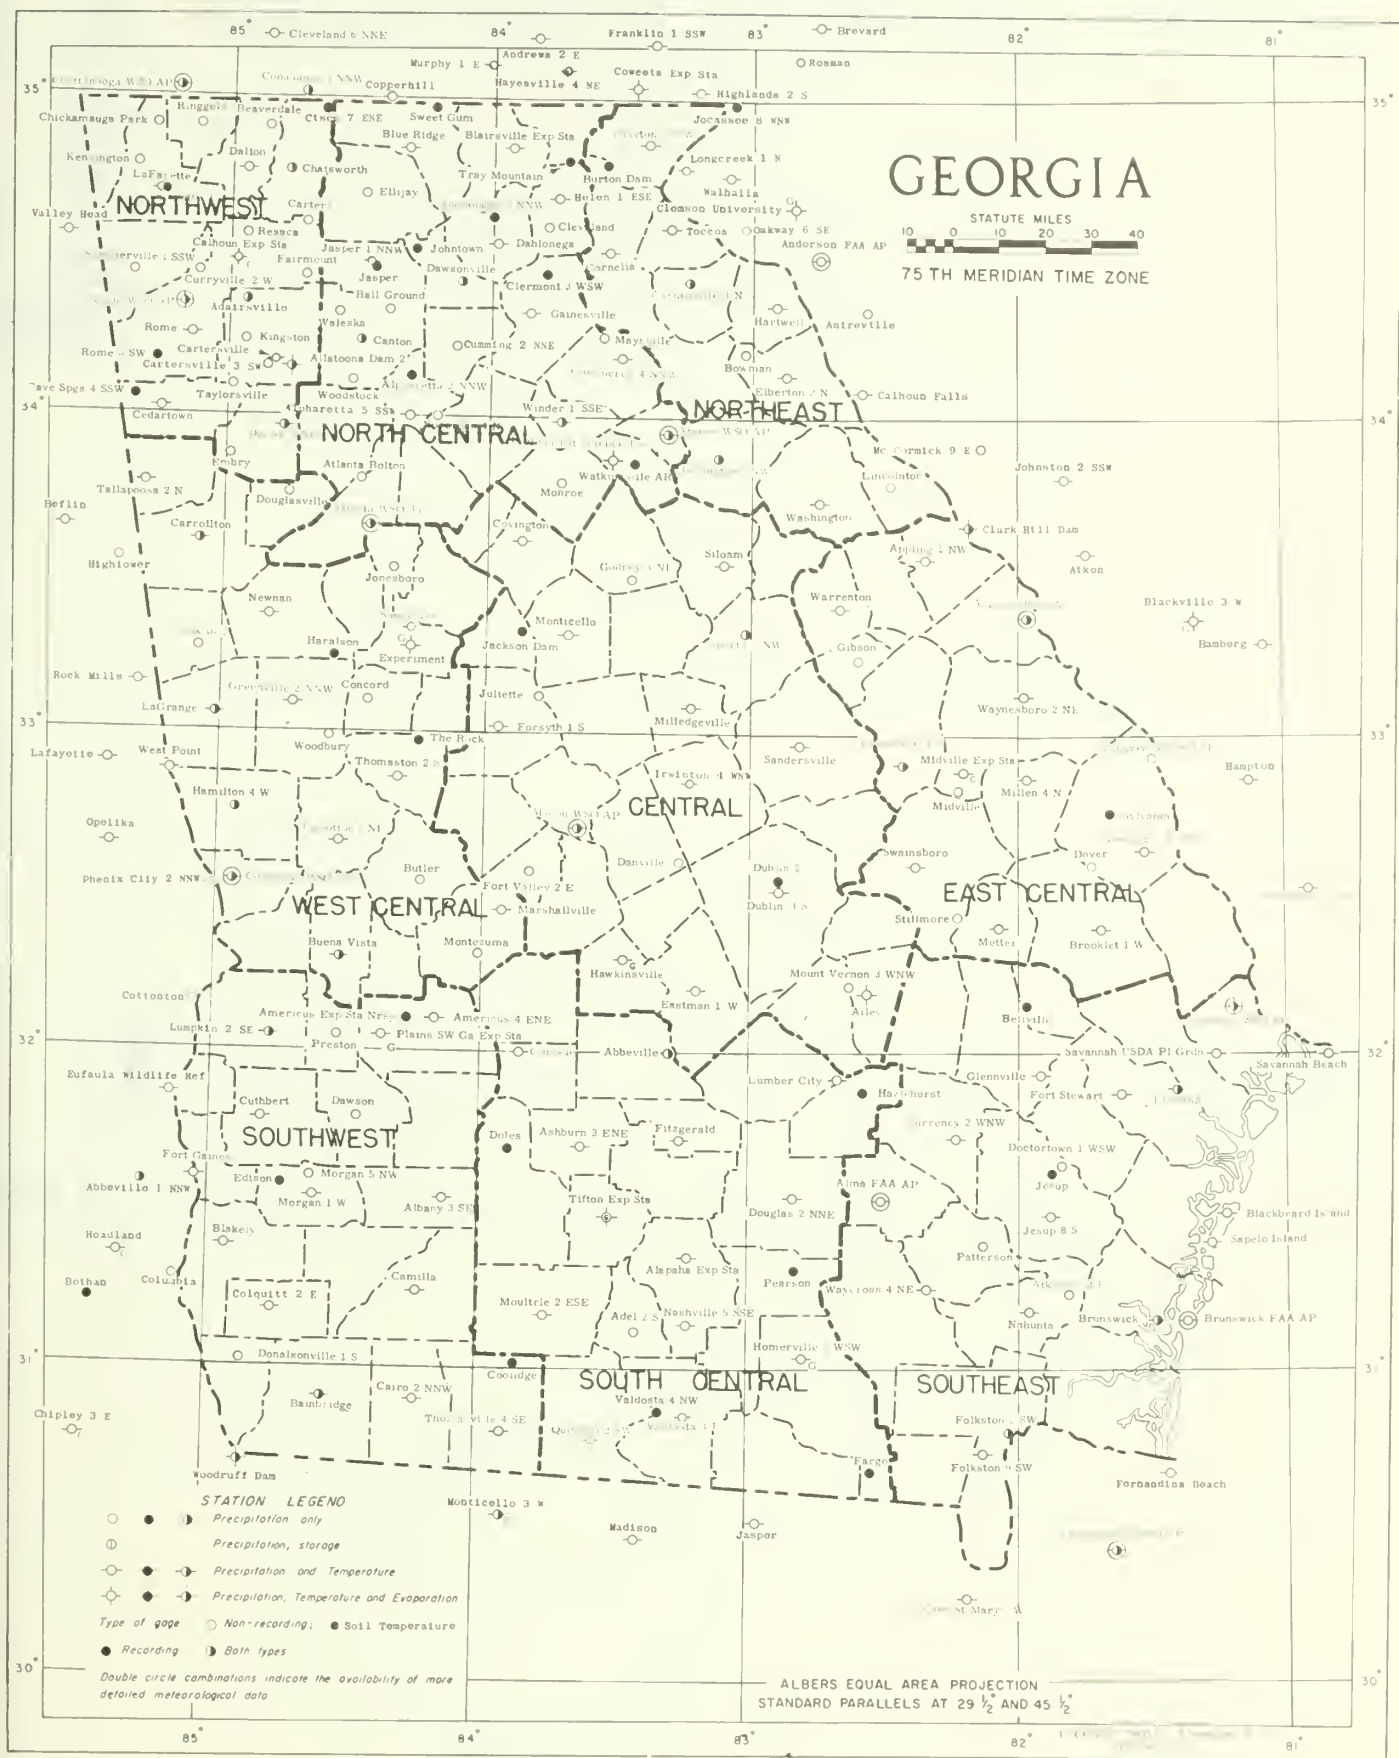 85°
84°
83°
82°
81°
Cleveland 6 NNE
Franklin 1 SSW
Brevard
Andrews 2 E
Murphy 1 E
Hayesville 4 NE
Coweeta Exp Sta
Rosman
Highlands 2 S
35°
35°
Copperhill
Chickamauga Park
Beaverdale
7 ENE
Sweet Gum
Jocassee 8 WNW
Blue Ridge
Blairsville Exp Sta
Dalton
LaFayette
Chatsworth
Tray Mountain
Burton Dam
Longcreek 1 N
Walhalla
Ellijay
Helen 1 ESE
Clemson University
GEORGIA
STATUTE MILES
10 0 10 20 30 40
75 TH MERIDIAN TIME ZONE
NORTHWEST
Valley Head
Resaca
Calhoun Exp Sta
Jasper 1 NNW
Johntown
Dahlonega
Cleveland
Toccoa
Oakway 6 SE
Anderson FAA AP
Fairmount
Jasper
Dawsonville
Cornelia
Curryville 2 W
Clermont 3 WSW
Adairsville
Ball Ground
Gainesville
Hartwell
Rome
Waleska
Kingston
Canton
Cumming 2 NNE
Maysville
Cartersville
Cartersville 3 SW
Allatoona Dam 2
Bowman
Elberton 2 N
Calhoun Falls
Cave Spgs 4 SSW
Taylorsville
Woodstock
34°
34°
Cedartown
Winder 1 SSE
NORTH CENTRAL
NORTHEAST
Embry
Atlanta Bolton
Mc Cormick 9 E
Johnston 2 SSW
Tallapoosa 2 N
Douglasville
Monroe
Lincolnton
Heflin
Carrollton
Covington
Washington
Clark Hill Dam
Hightower
Jonesboro
Siloam
Newnan
Monticello
Warrenton
Blackville 3 W
Haralson
Experiment
Jackson Dam
Gibson
Bamberg
Rock Mills
Greenville 2 NNW
Concord
Juliette
LaGrange
Milledgeville
Waynesboro 2 NE
33°
33°
Lafayette
West Point
Woodbury
The Rock
Forsyth 1 S
Thomaston 2 S
Sandersville
Midville Exp Sta
Hampton
Hamilton 4 W
Irwinton 4 WNW
Midville
Millen 4 N
CENTRAL
Opelika
Butler
Danville
Dublin 2
Swainsboro
Dover
Phenix City 2 NNW
Fort Valley 2 E
Marshallville
WEST CENTRAL
EAST CENTRAL
Stillmore
Metter
Brooklet 1 W
Buena Vista
Montezuma
Hawkinsville
Mount Vernon 3 WNW
Cottonton
Eastman 1 W
Ailey
Bellville
Americus Exp Sta Nrsy
Americus 4 ENE
Lumpkin 2 SE
Preston
Plains SW Ga Exp Sta
32°
32°
Abbeville
Savannah USDA Pl Grdn
Savannah Beach
Eufaula Wildlife Ref
Lumber City
Hazlehurst
Glennville
Fort Stewart
Cuthbert
Dawson
SOUTHWEST
Doles
Ashburn 3 ENE
Fitzgerald
Doctortown 1 WSW
Fort Gaines
Edison
Morgan 5 NW
Morgan 1 W
Abbeville 1 NNW
Albany 3 SE
Tifton Exp Sta
Douglas 2 NNE
Alma FAA AP
Jesup
Jesup 8 S
Blackbeard Island
Sapelo Island
Headland
Blakely
Patterson
Columbia
Camilla
Alapaha Exp Sta
Pearson
Waycross 4 NE
Colquitt 2 E
Moultrie 2 ESE
Adel 2 S
Nashville 5 SSE
Nahunta
Brunswick
Brunswick FAA AP
Donalsonville 1 S
Homerville WSW
31°
Coolidge
SOUTH CENTRAL
SOUTHEAST
Bainbridge
Cairo 2 NNW
Valdosta 4 NW
Chipley 3 E
Folkston
Folkston 9 SW
Woodruff Dam
Fargo
Fernandina Beach
Monticello 3 W
Madison
Jasper
STATION LEGEND
Precipitation only
Precipitation, storage
Precipitation and Temperature
Precipitation, Temperature and Evaporation
Type of gage Non-recording; Soil Temperature
Recording Both types
Double circle combinations indicate the availability of more
detailed meteorological data
30°
30°
ALBERS EQUAL AREA PROJECTION
STANDARD PARALLELS AT 29 ½° AND 45 ½°
85°
84°
83°
82°
81°